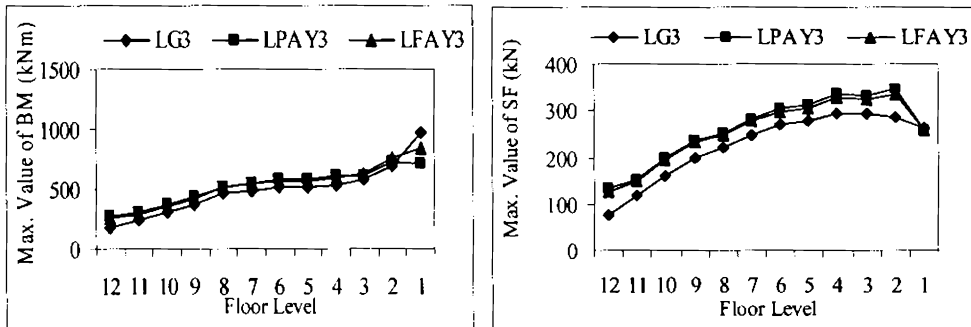 LG3 LPAY3 LFAY3
Max. Value of BM (kNm)
1500
1000
500
0
12 11 10 9 8 7 6 5 4 3 2 1
Floor Level
LG3 LPAY3 LFAY3
Max. Value of SF (kN)
400
300
200
100
0
12 11 10 9 8 7 6 5 4 3 2 1
Floor Level